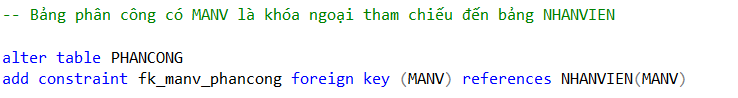 -- Bảng phân công có MANV là khóa ngoại tham chiếu đến bảng NHANVIEN
alter table PHANCONG
add constraint fk_manv_phancong foreign key (MANV) references NHANVIEN(MANV)